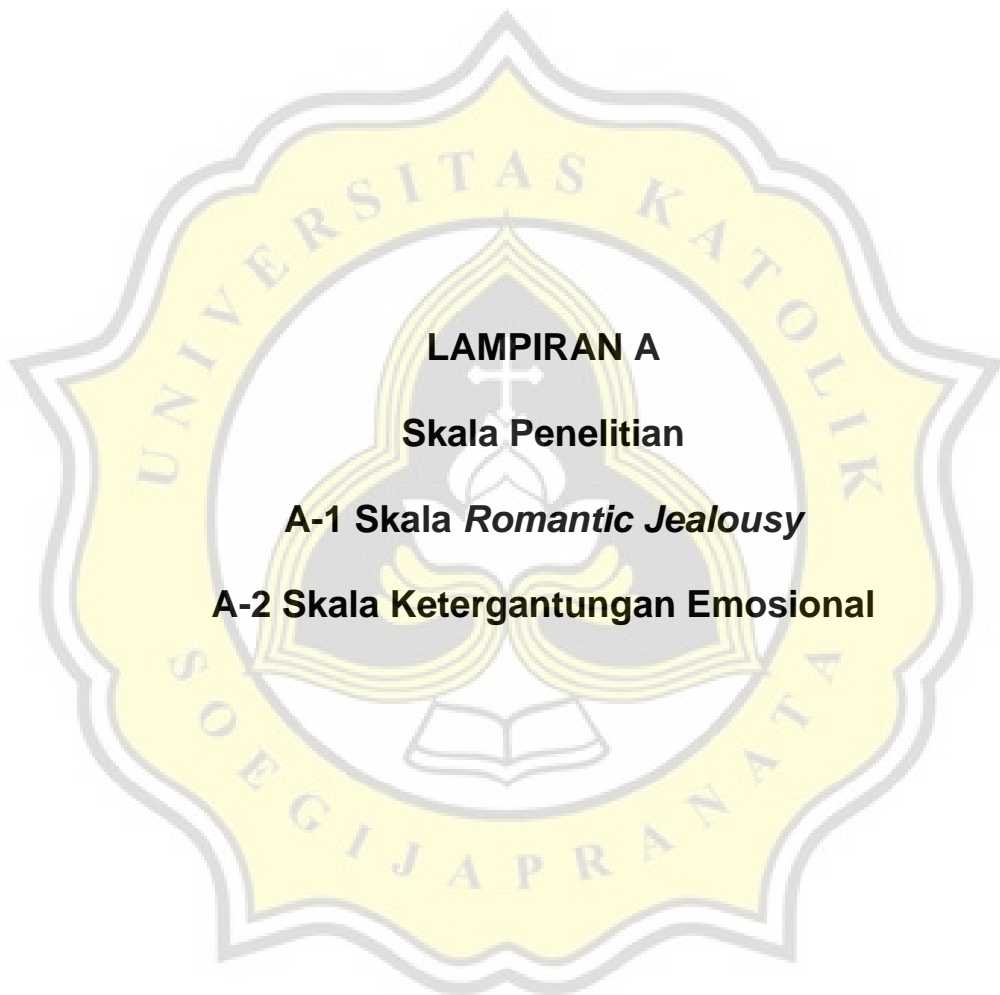 UNIVERSITAS KATOLIK
LAMPIRAN A
Skala Penelitian
A-1 Skala Romantic Jealousy
A-2 Skala Ketergantungan Emosional
SOEGIJAPRANATA